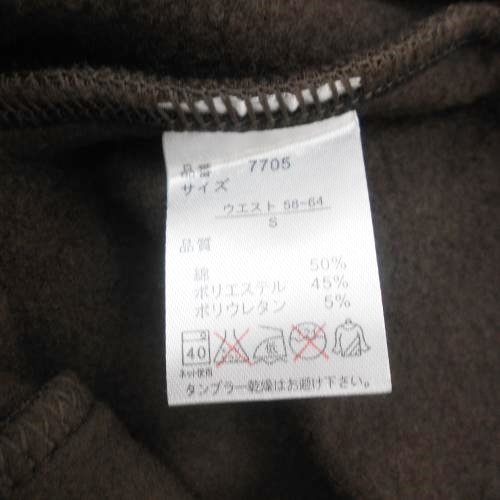 品番 7705
サイズ
ウエスト 58-64
S
品質
綿 50%
ポリエステル 45%
ポリウレタン 5%
40 低
ネット使用
タンブラー乾燥はお避け下さい。